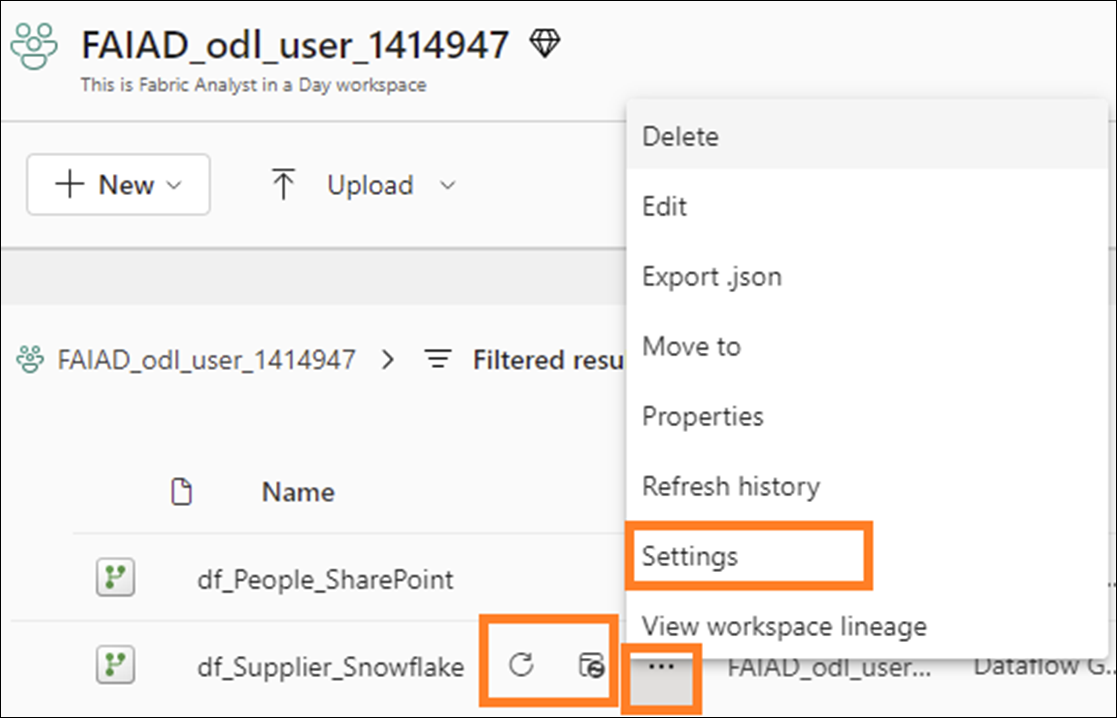 FAIAD_odl_user_1414947
This is Fabric Analyst in a Day workspace
New
Upload
Delete
Edit
Export .json
Move to
Properties
Refresh history
Settings
View workspace lineage
FAIAD_odl_user_1414947 > Filtered resu
Name
df_People_SharePoint
df_Supplier_Snowflake ... FAIAD_odl_user... Dataflow G...